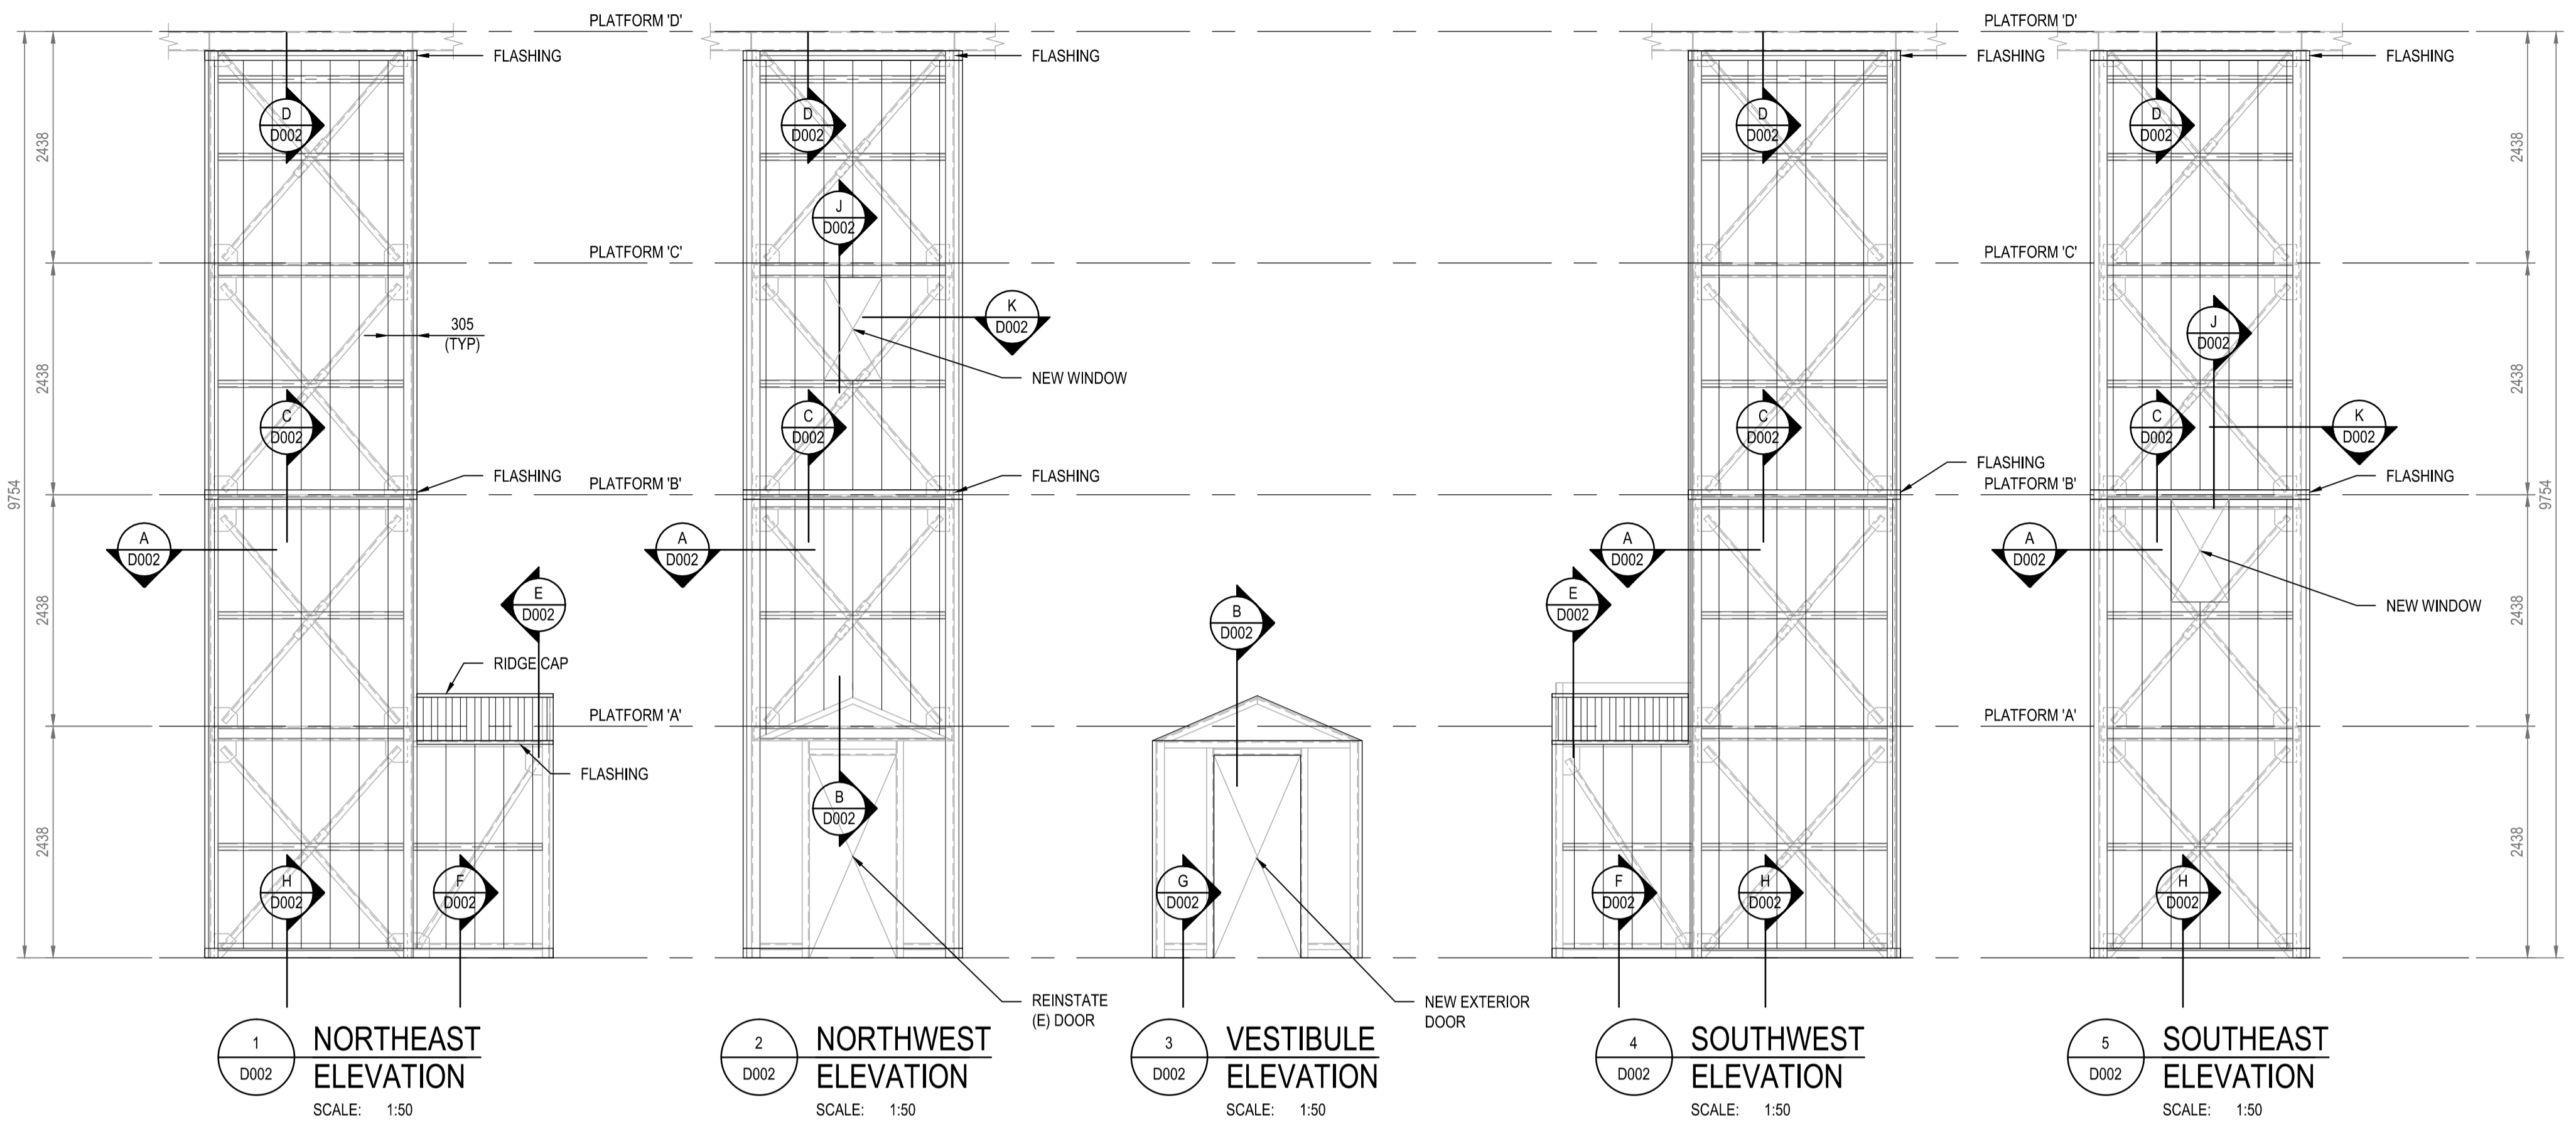 PLATFORM 'D'
PLATFORM 'D'
FLASHING
FLASHING
FLASHING
FLASHING
D
D002
D
D002
D
D002
D
D002
2438
2438
J
D002
PLATFORM 'C'
PLATFORM 'C'
K
D002
305
(TYP)
J
D002
NEW WINDOW
2438
2438
C
D002
C
D002
C
D002
C
D002
K
D002
FLASHING
FLASHING
FLASHING
FLASHING
PLATFORM 'B'
PLATFORM 'B'
9754
9754
A
D002
A
D002
A
D002
A
D002
E
D002
B
D002
E
D002
NEW WINDOW
2438
2438
RIDGE CAP
PLATFORM 'A'
PLATFORM 'A'
FLASHING
B
D002
2438
2438
H
D002
F
D002
G
D002
F
D002
H
D002
H
D002
REINSTATE
(E) DOOR
NEW EXTERIOR
DOOR
1
D002
NORTHEAST
ELEVATION
SCALE: 1:50
2
D002
NORTHWEST
ELEVATION
SCALE: 1:50
3
D002
VESTIBULE
ELEVATION
SCALE: 1:50
4
D002
SOUTHWEST
ELEVATION
SCALE: 1:50
5
D002
SOUTHEAST
ELEVATION
SCALE: 1:50